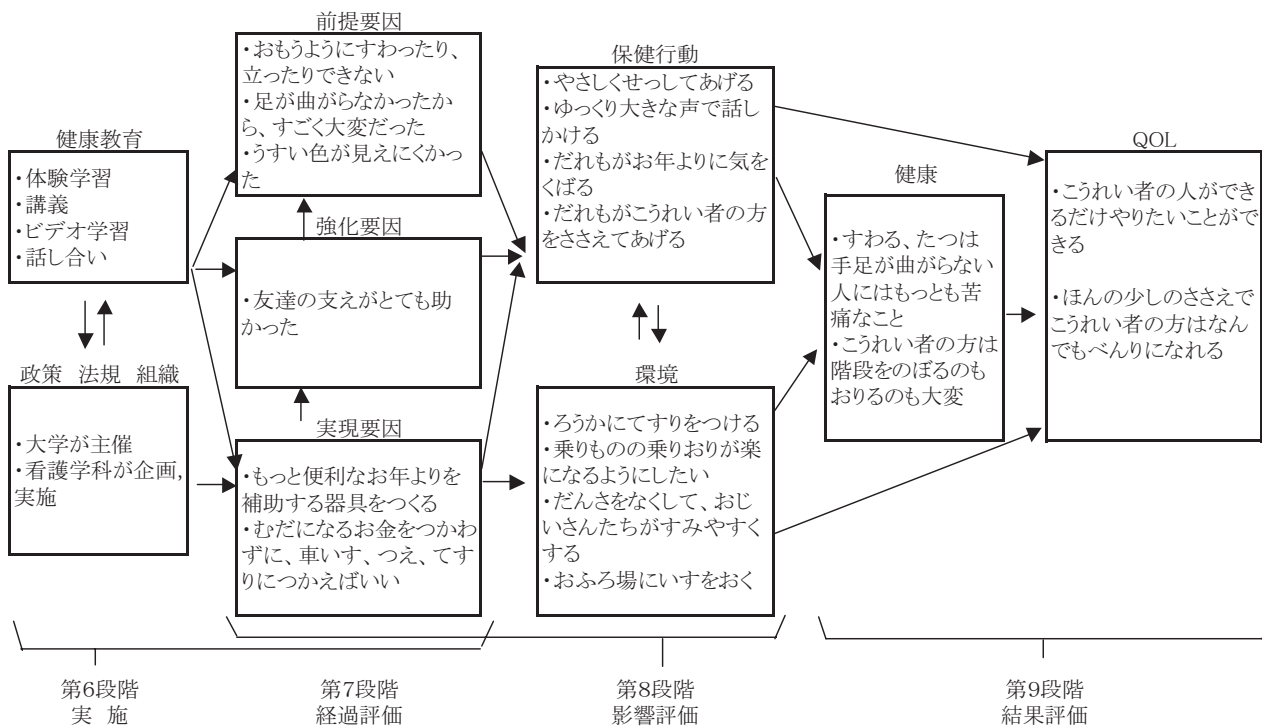 健康教育
・体験学習
・講義
・ビデオ学習
・話し合い
政策 法規 組織
・大学が主催
・看護学科が企画,
実施
前提要因
・おもうようにすわったり、
立ったりできない
・足が曲がらなかったか
ら、すごく大変だった
・うすい色が見えにくかっ
た
強化要因
・友達の支えがとても助
かった
実現要因
・もっと便利なお年よりを
補助する器具をつくる
・むだになるお金をつかわ
ずに、車いす、つえ、てす
りにつかえばいい
保健行動
・やさしくせっしてあげる
・ゆっくり大きな声で話し
かける
・だれもがお年よりに気を
くばる
・だれもがこうれい者の方
をささえてあげる
環境
・ろうかにてすりをつける
・乗りものの乗りおりが楽
になるようにしたい
・だんさをなくして、おじ
いさんたちがすみやすく
する
・おふろ場にいすをおく
健康
・すわる、たつは
手足が曲がらない
人にはもっとも苦
痛なこと
・こうれい者の方は
階段をのぼるのも
おりるのも大変
QOL
・こうれい者の人ができ
るだけやりたいことがで
きる
・ほんの少しのささえで
こうれい者の方はなん
でもべんりになれる
第6段階
実 施
第7段階
経過評価
第8段階
影響評価
第9段階
結果評価